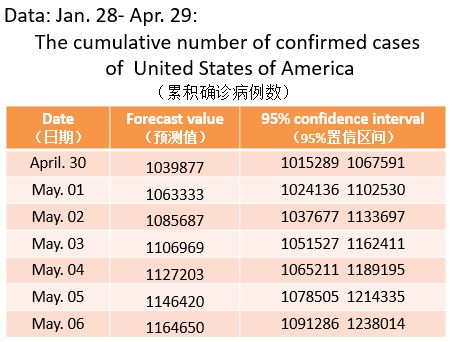 Data: Jan. 28- Apr. 29:
The cumulative number of confirmed cases
of United States of America
（累积确诊病例数）
Date Forecast value 95% confidence interval
（日期） （预测值） （95%置信区间）
April. 30 1039877 1015289 1067591
May. 01 1063333 1024136 1102530
May. 02 1085687 1037677 1133697
May. 03 1106969 1051527 1162411
May. 04 1127203 1065211 1189195
May. 05 1146420 1078505 1214335
May. 06 1164650 1091286 1238014